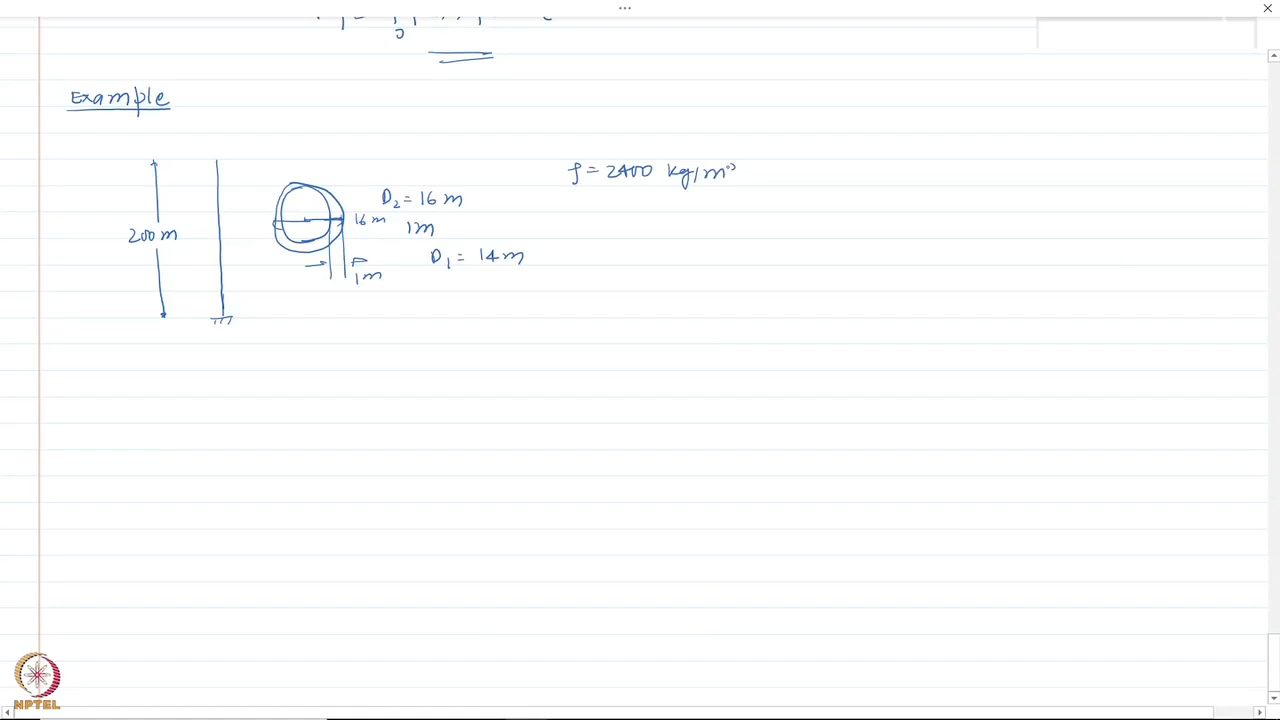 Example
ρ = 2400 kg/m³
D₂ = 16 m
16 m
1m
200 m
D₁ = 14 m
1m
NPTEL